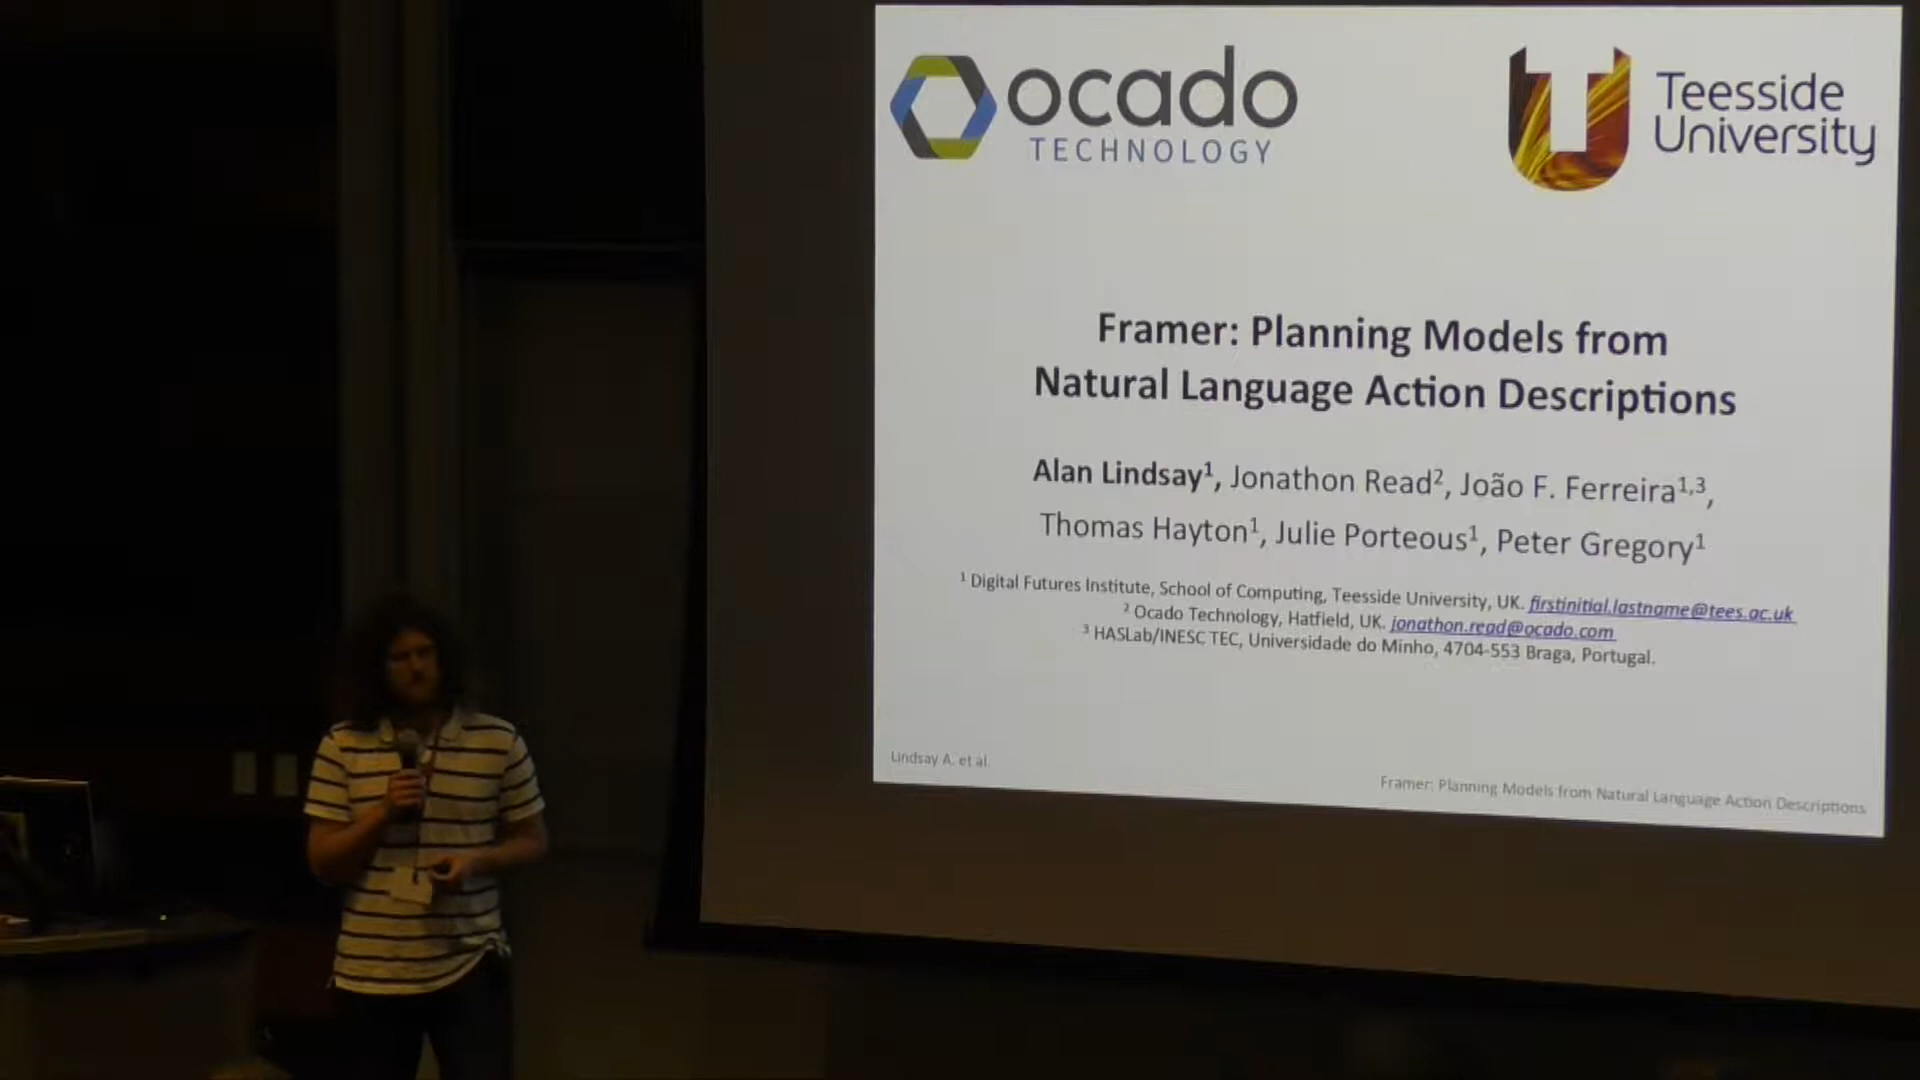 ocado
TECHNOLOGY
Teesside
University
Framer: Planning Models from
Natural Language Action Descriptions
Alan Lindsay¹, Jonathon Read², João F. Ferreira¹,³,
Thomas Hayton¹, Julie Porteous¹, Peter Gregory¹
¹ Digital Futures Institute, School of Computing, Teesside University, UK. firstinitial.lastname@tees.ac.uk
² Ocado Technology, Hatfield, UK. jonathon.read@ocado.com
³ HASLab/INESC TEC, Universidade do Minho, 4704-553 Braga, Portugal.
Lindsay A. et al.
Framer: Planning Models from Natural Language Action Descriptions